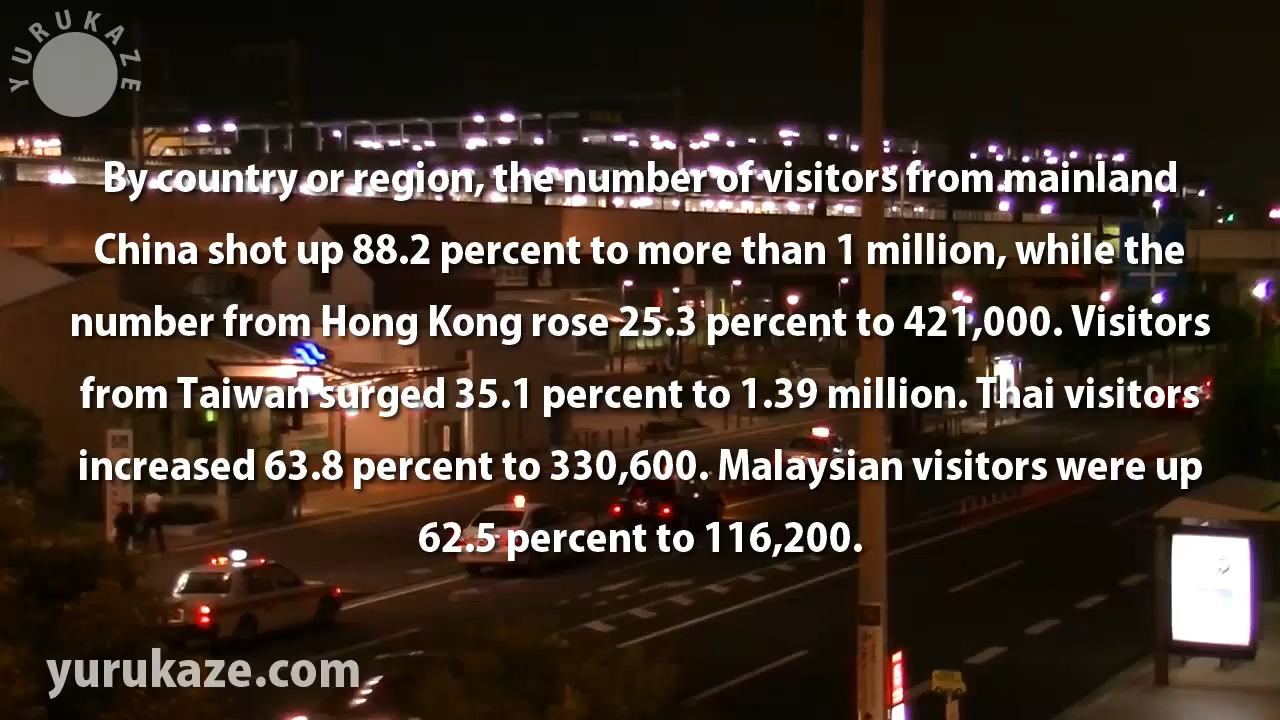 YURUKAZE
By country or region, the number of visitors from mainland
China shot up 88.2 percent to more than 1 million, while the
number from Hong Kong rose 25.3 percent to 421,000. Visitors
from Taiwan surged 35.1 percent to 1.39 million. Thai visitors
increased 63.8 percent to 330,600. Malaysian visitors were up
62.5 percent to 116,200.
yurukaze.com